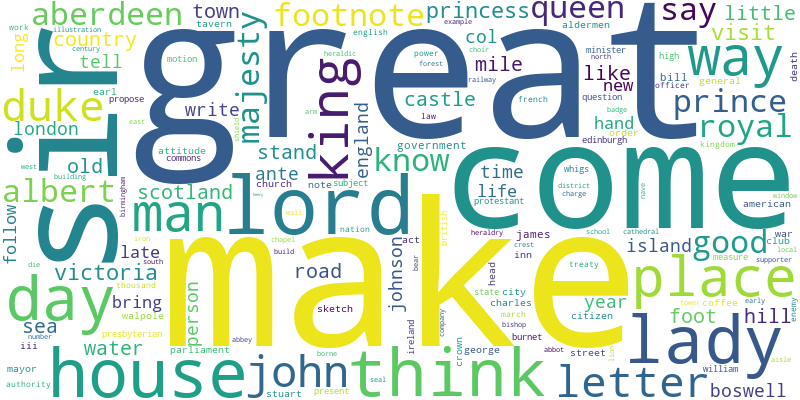 work
illustration
century
aberdeen
town
tavern
footnote
example
princess
heraldic
english
queen
aldermen
say
little
long
country
tell
motion
col
choir
minister
north
visit
sir
great
majesty
king
power
forest
mile
railway
like
new
way
high
bill
officer
death
earl
duke
propose
write
arm
castle
french
question
general
prince
london
east
attitude
commons
shield
england
law
government
badge
hand
order
edinburgh
royal
kingdom
west
old
building
stand
know
come
albert
scotland
ante
church
note
subject
time
life
whigs
district
charge
protestant
nave
american
window
birmingham
man
lord
make
follow
will
nation
british
heraldry
james
school
cathedral
war
club
local
supporter
late
iron
chapel
build
act
crest
inn
island
good
measure
victoria
south
die
road
johnson
bear
head
treaty
place
day
thousand
bring
person
state
city
year
coffee
early
tower
enemy
sea
number
walpole
sketch
charles
march
citizen
foot
hill
iii
presbyterian
abbey
ireland
company
bishop
burnet
water
parliament
borne
crown
george
abbot
street
lion
lady
william
aisle
mayor
authority
house
john
stuart
seal
present
think
letter
boswell